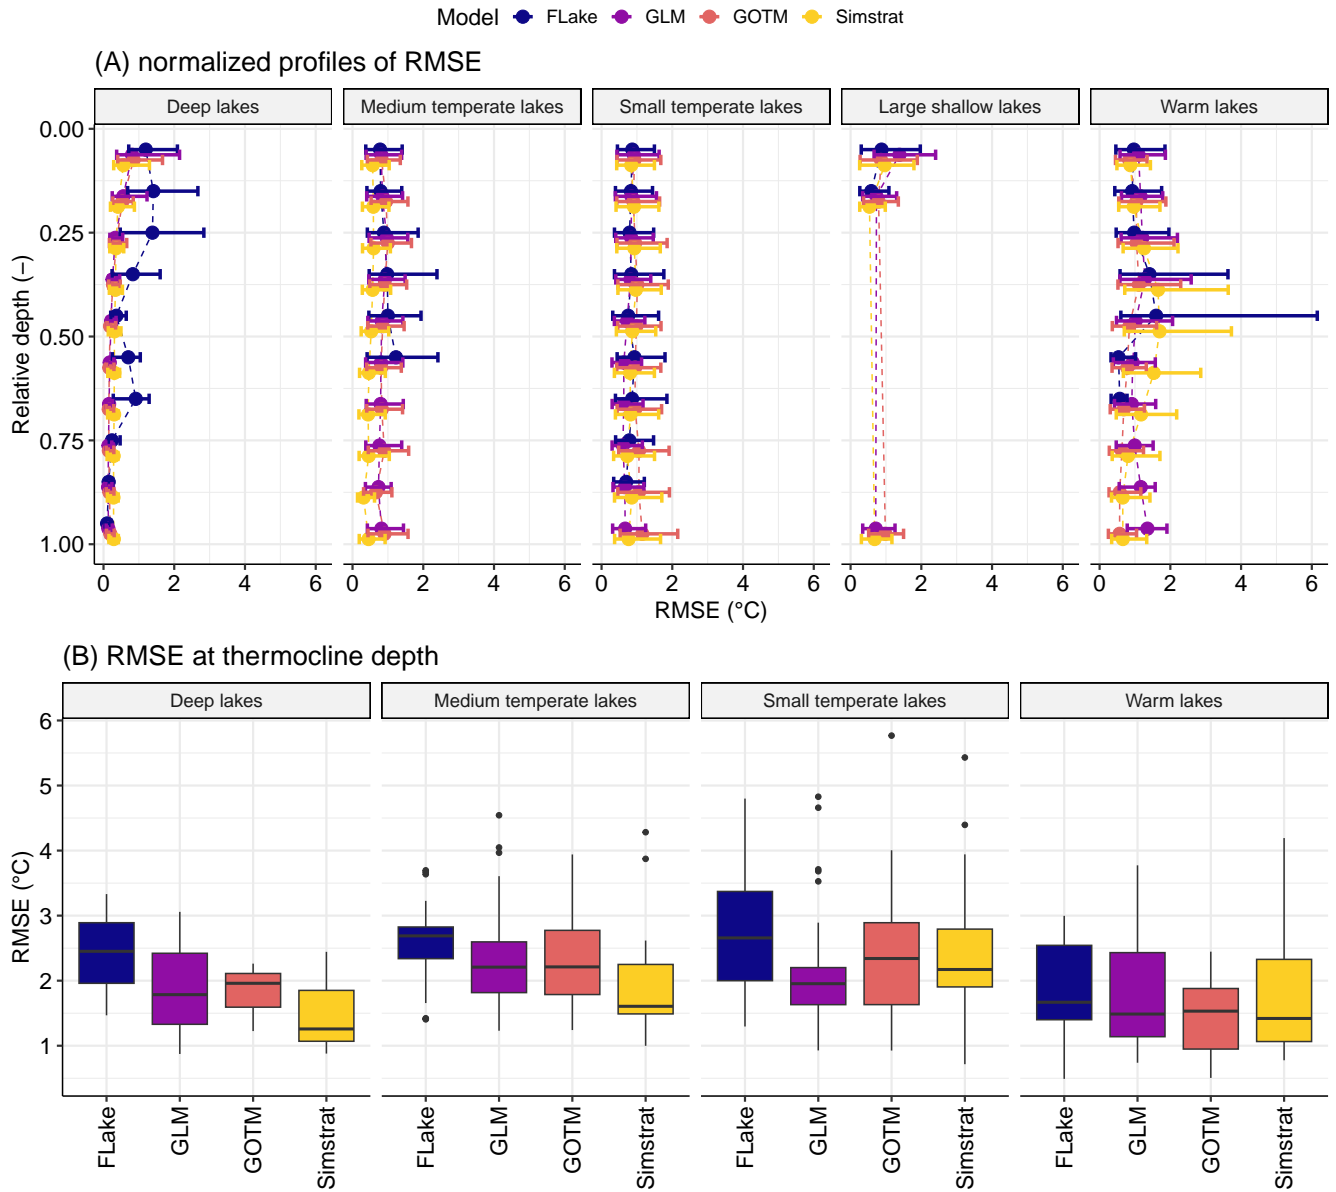 Model FLake GLM GOTM Simstrat
(A) normalized profiles of RMSE
Deep lakes Medium temperate lakes Small temperate lakes Large shallow lakes Warm lakes
0.00
0.25
0.50
0.75
1.00
Relative depth (−)
0 2 4 6 0 2 4 6 0 2 4 6 0 2 4 6 0 2 4 6
RMSE (°C)
(B) RMSE at thermocline depth
Deep lakes Medium temperate lakes Small temperate lakes Warm lakes
6
5
4
3
2
1
RMSE (°C)
FLake GLM GOTM Simstrat FLake GLM GOTM Simstrat FLake GLM GOTM Simstrat FLake GLM GOTM Simstrat